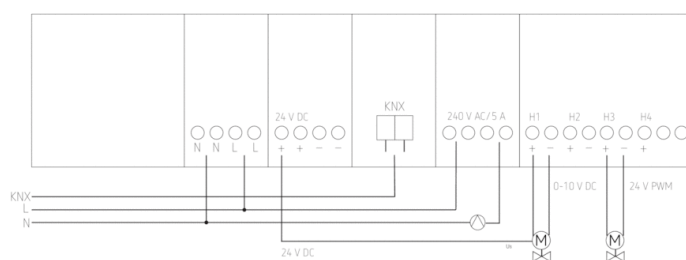 KNX
24 V DC
240 V AC/5 A
H1 H2 H3 H4
N N L L
+ + − −
+ − + − + − +
KNX
L
N
0-10 V DC
24 V PWM
24 V DC
M M